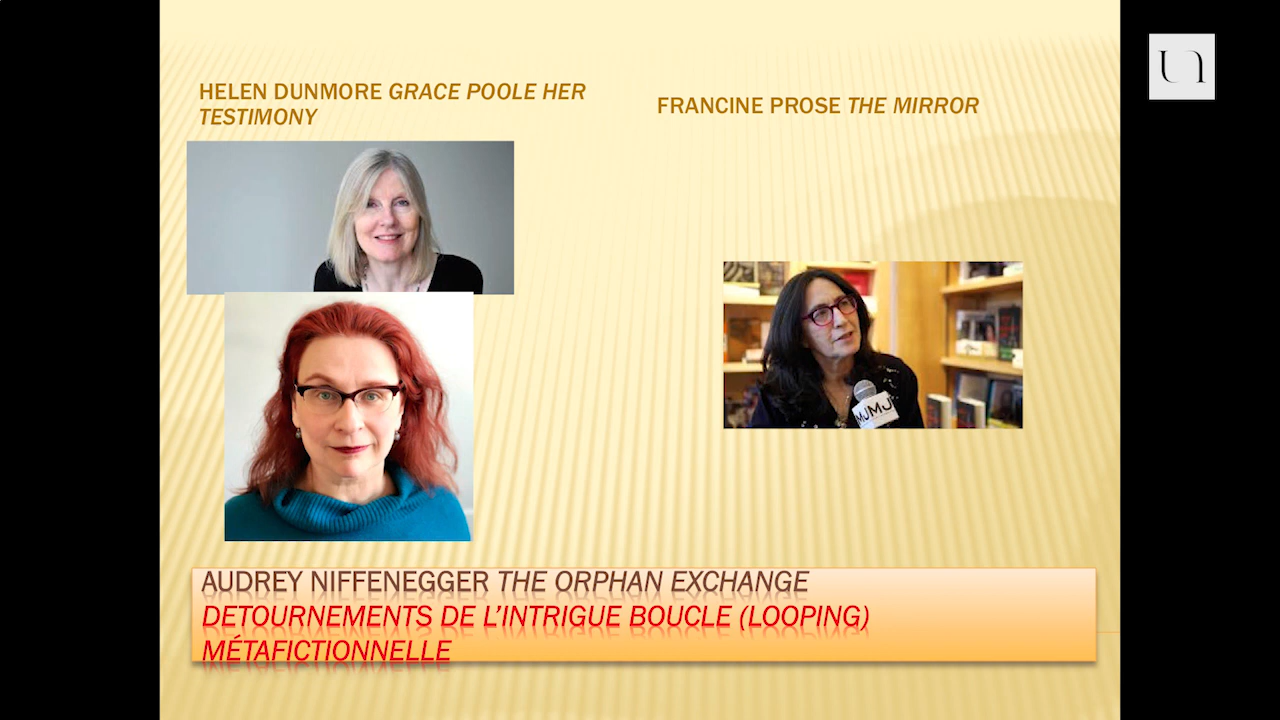 HELEN DUNMORE GRACE POOLE HER
TESTIMONY
FRANCINE PROSE THE MIRROR
MJMJ
AUDREY NIFFENEGGER THE ORPHAN EXCHANGE
DETOURNEMENTS DE L’INTRIGUE BOUCLE (LOOPING)
MÉTAFICTIONNELLE